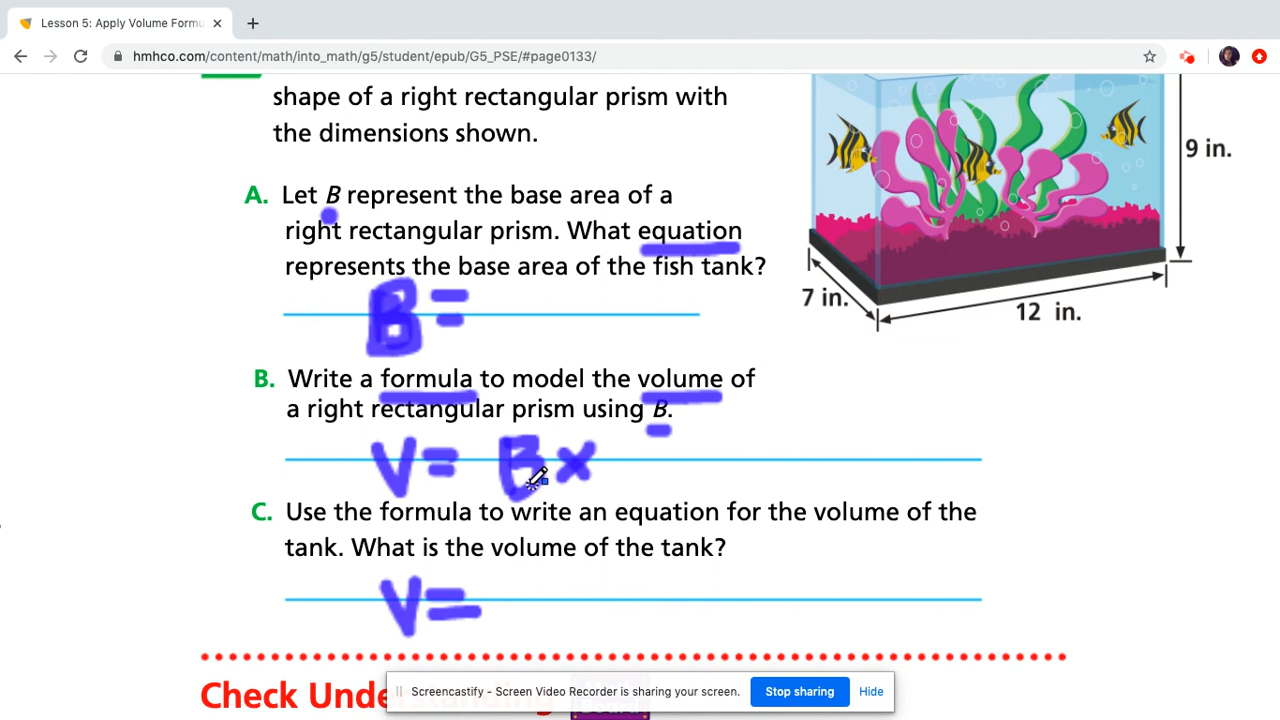 Lesson 5: Apply Volume Formu
hmhco.com/content/math/into_math/g5/student/epub/G5_PSE/#page0133/
shape of a right rectangular prism with
the dimensions shown.
9 in.
7 in.
12 in.
A. Let B represent the base area of a
right rectangular prism. What equation
represents the base area of the fish tank?
B =
B. Write a formula to model the volume of
a right rectangular prism using B.
V = B x
C. Use the formula to write an equation for the volume of the
tank. What is the volume of the tank?
V =
Check Unde
Screencastify - Screen Video Recorder is sharing your screen.
Stop sharing
Hide